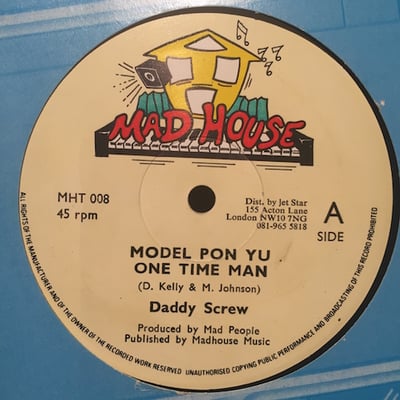 MAD HOUSE
MHT 008
45 rpm
Dist. by Jet Star
155 Acton Lane
London NW10 7NG
081-965 5818
A
SIDE
MODEL PON YU
ONE TIME MAN
(D. Kelly & M. Johnson)
Daddy Screw
Produced by Mad People
Published by Madhouse Music
ALL RIGHTS OF THE MANUFACTURER AND OF THE OWNER OF THE RECORDED WORK RESERVED UNAUTHORISED COPYING PUBLIC PERFORMANCE AND BROADCASTING OF THIS RECORD PROHIBITED